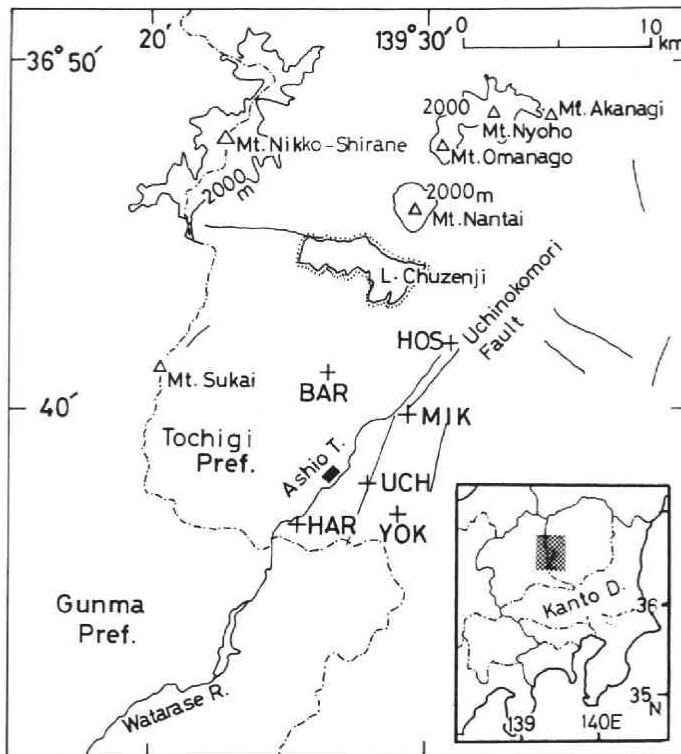 20′
139°30′
0
10
km
36°50′
2000
Mt. Akanagi
Mt. Nyoho
Mt. Omanago
Mt. Nikko-Shirane
2000 m
2000m
Mt. Nantai
L. Chuzenji
Uchinokomori
Fault
HOS
Mt. Sukai
BAR
40′
MIK
Tochigi
Pref.
Ashio T.
UCH
HAR
YOK
Gunma
Pref.
Watarase R.
Kanto D.
36
35
N
139
140E